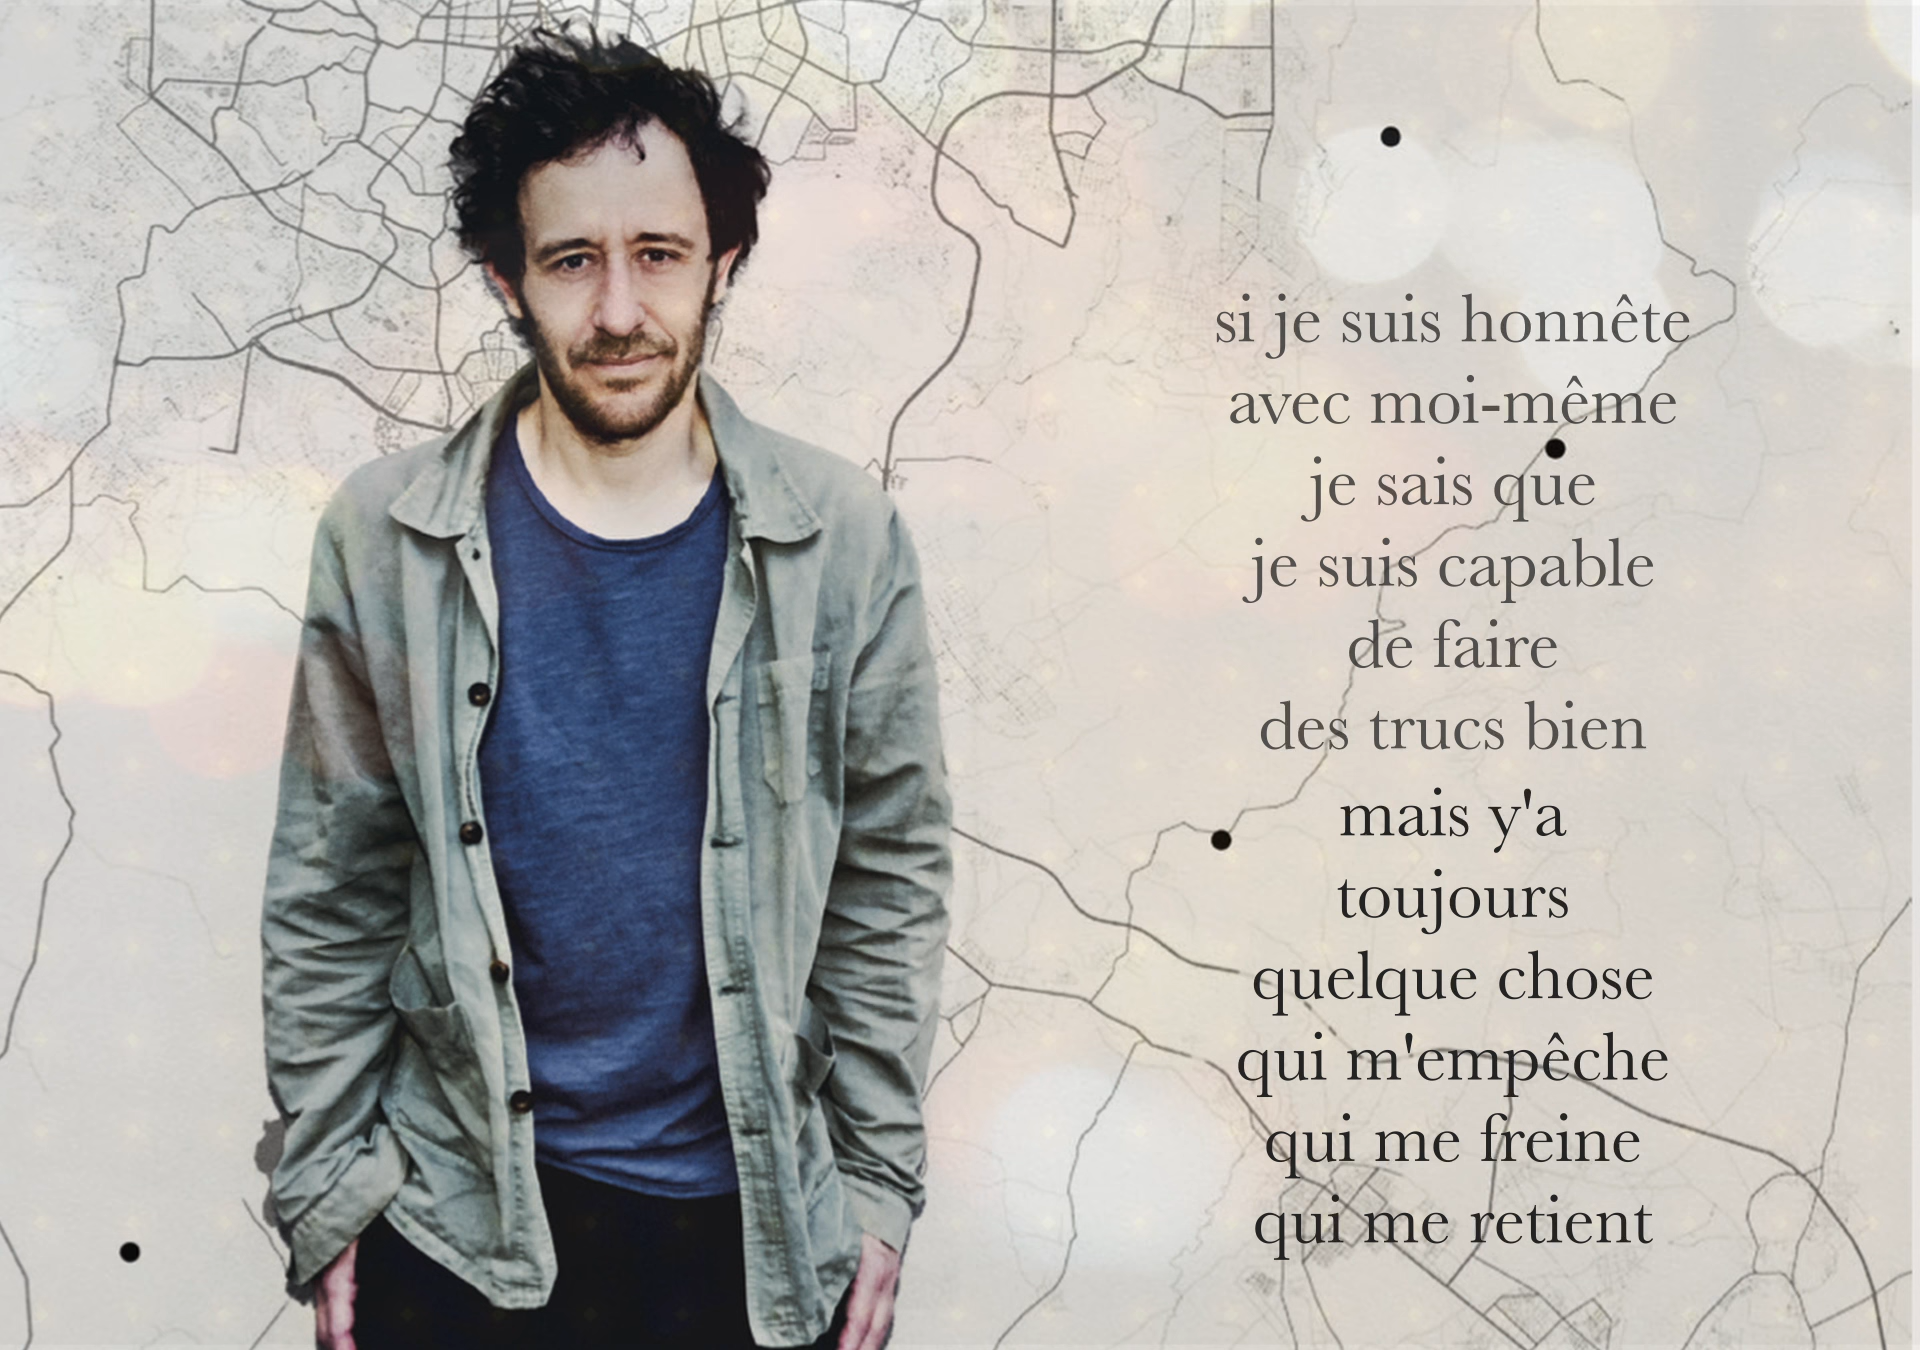 si je suis honnête
avec moi-même
je sais que
je suis capable
de faire
des trucs bien
mais y'a
toujours
quelque chose
qui m'empêche
qui me freine
qui me retient